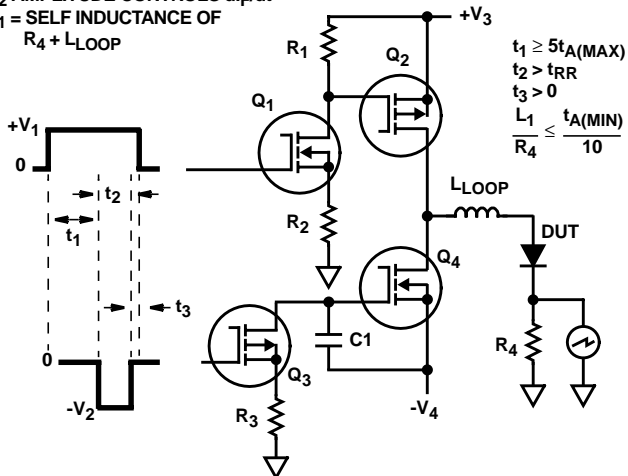 AMPLITUDE CONTROLS
L₁ = SELF INDUCTANCE OF
R₄ + L_LOOP
+V₁
0
t₂
t₁
t₃
0
-V₂
R₁
Q₁
R₂
Q₂
+V₃
t₁ ≥ 5t_A(MAX)
t₂ > t_RR
t₃ > 0
L₁/R₄ ≤ t_A(MIN)/10
L_LOOP
DUT
Q₄
C1
Q₃
R₃
-V₄
R₄